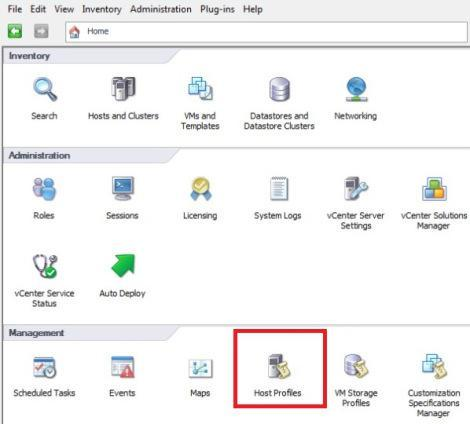 File Edit View Inventory Administration Plug-ins Help
Home
Inventory
Search Hosts and Clusters VMs and Templates Datastores and Datastore Clusters Networking
Administration
Roles Sessions Licensing System Logs vCenter Server Settings vCenter Solutions Manager
vCenter Service Status Auto Deploy
Management
Scheduled Tasks Events Maps Host Profiles VM Storage Profiles Customization Specifications Manager